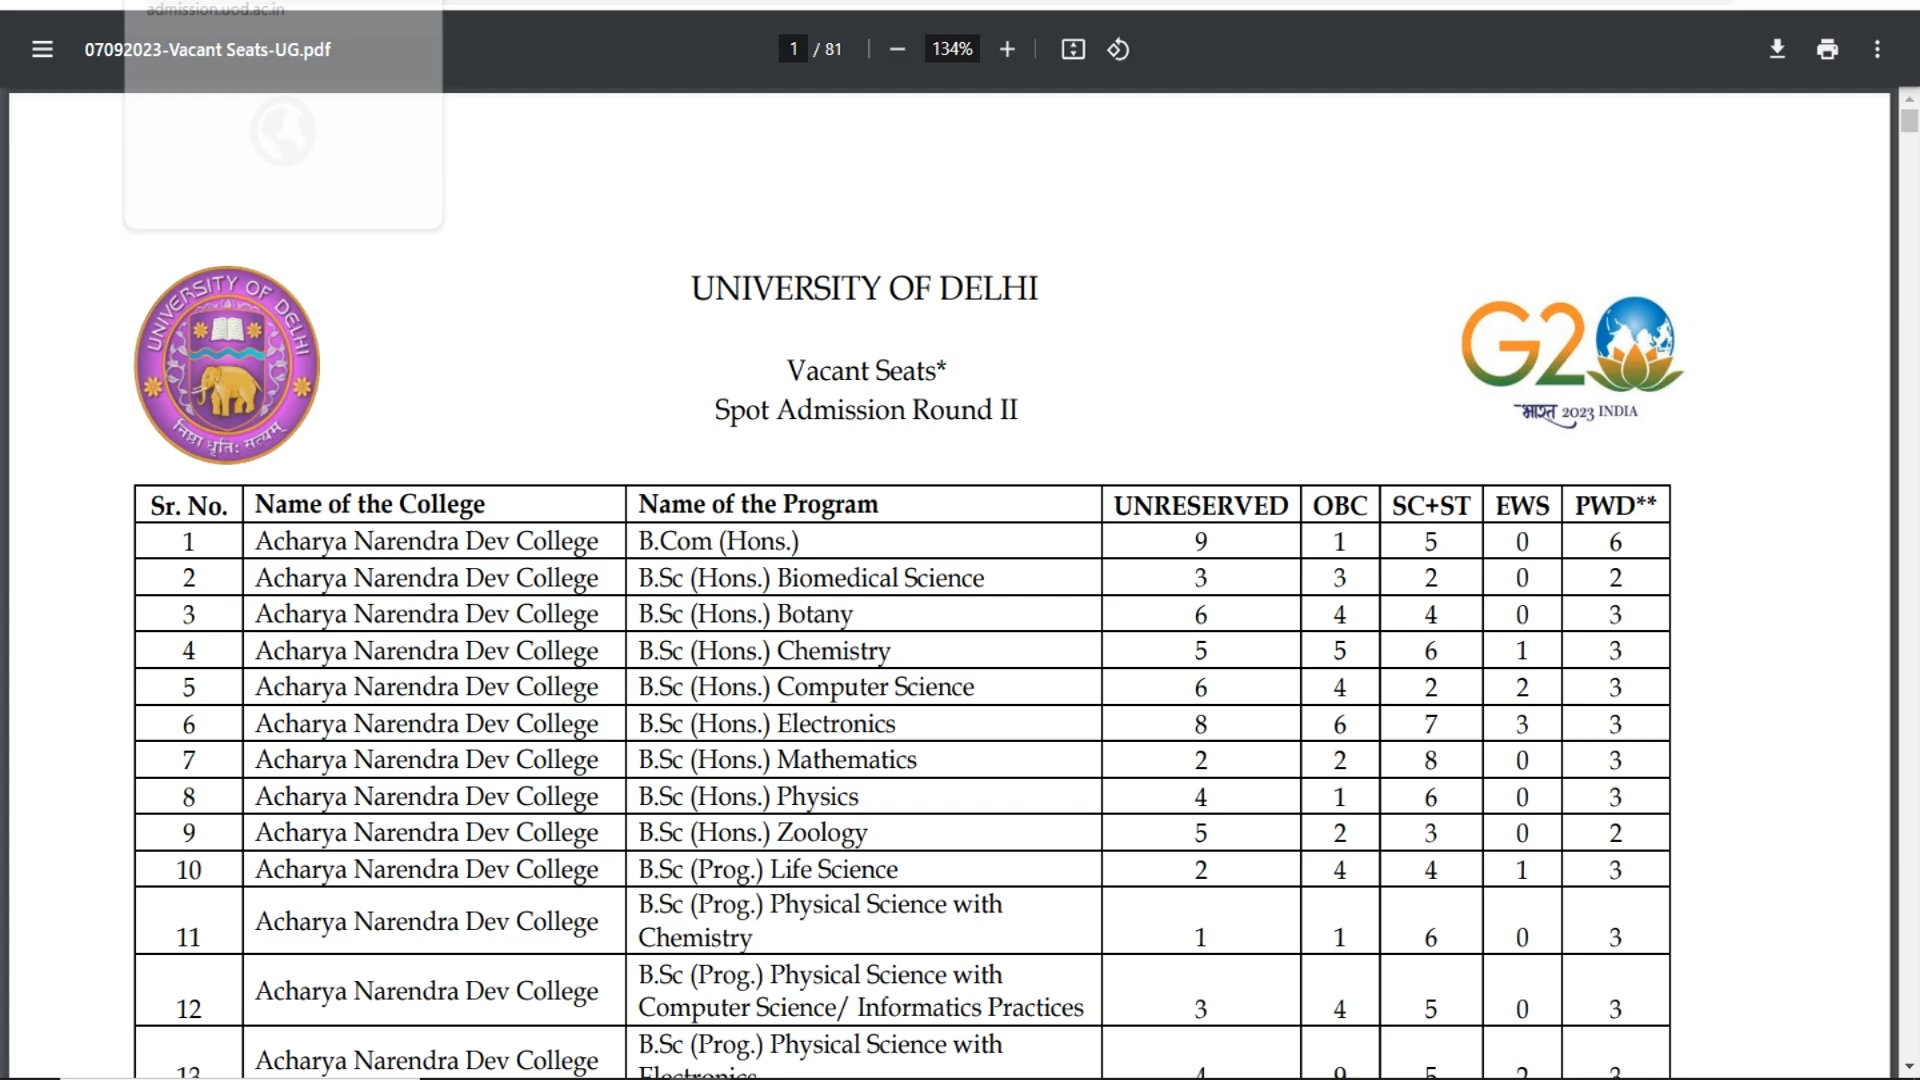 admission.uod.ac.in
07092023-Vacant Seats-UG.pdf
1 / 81
134%
UNIVERSITY OF DELHI
निष्ठा धृति: सत्यम्
UNIVERSITY OF DELHI
Vacant Seats*
Spot Admission Round II
G20
भारत 2023 INDIA
Sr. No. Name of the College Name of the Program UNRESERVED OBC SC+ST EWS PWD**
1 Acharya Narendra Dev College B.Com (Hons.) 9 1 5 0 6
2 Acharya Narendra Dev College B.Sc (Hons.) Biomedical Science 3 3 2 0 2
3 Acharya Narendra Dev College B.Sc (Hons.) Botany 6 4 4 0 3
4 Acharya Narendra Dev College B.Sc (Hons.) Chemistry 5 5 6 1 3
5 Acharya Narendra Dev College B.Sc (Hons.) Computer Science 6 4 2 2 3
6 Acharya Narendra Dev College B.Sc (Hons.) Electronics 8 6 7 3 3
7 Acharya Narendra Dev College B.Sc (Hons.) Mathematics 2 2 8 0 3
8 Acharya Narendra Dev College B.Sc (Hons.) Physics 4 1 6 0 3
9 Acharya Narendra Dev College B.Sc (Hons.) Zoology 5 2 3 0 2
10 Acharya Narendra Dev College B.Sc (Prog.) Life Science 2 4 4 1 3
B.Sc (Prog.) Physical Science with
11 Acharya Narendra Dev College Chemistry 1 1 6 0 3
B.Sc (Prog.) Physical Science with
12 Acharya Narendra Dev College Computer Science/ Informatics Practices 3 4 5 0 3
B.Sc (Prog.) Physical Science with
13 Acharya Narendra Dev College Electronics